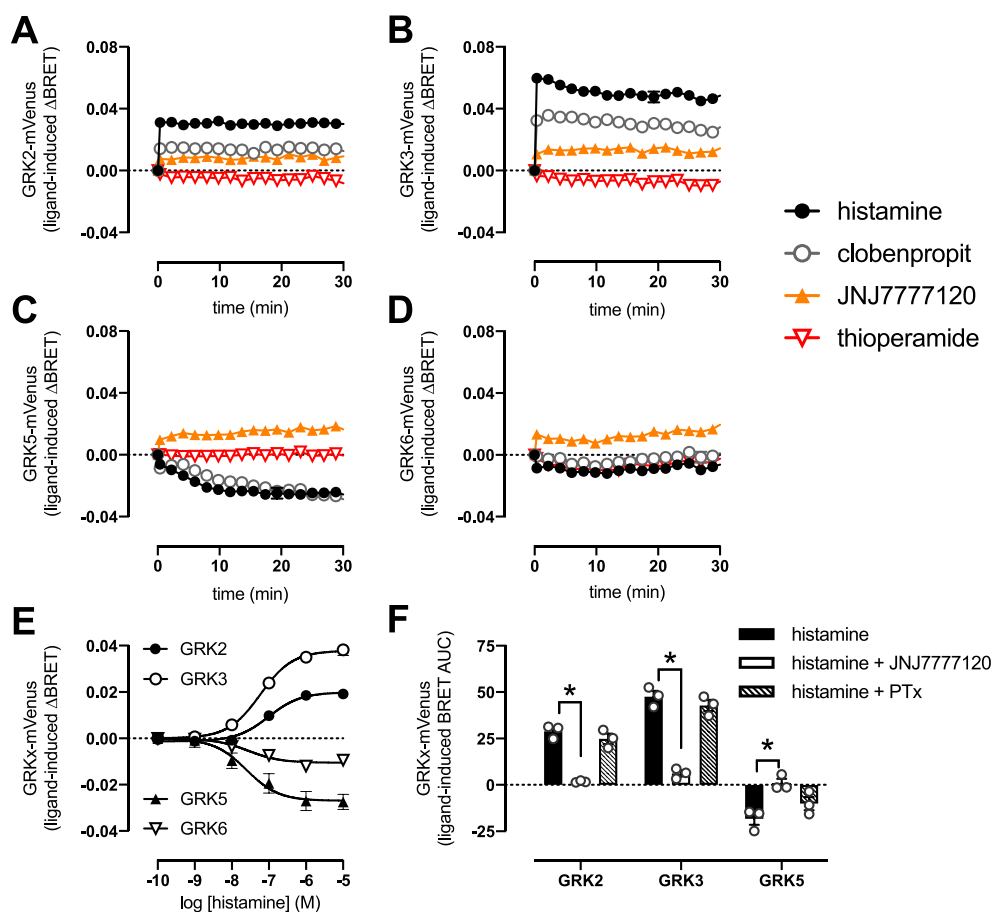 A
GRK2-mVenus
(ligand-induced ΔBRET)
0.08
0.04
0.00
-0.04
0
10
20
30
time (min)
B
GRK3-mVenus
(ligand-induced ΔBRET)
0.08
0.04
0.00
-0.04
0
10
20
30
time (min)
histamine
clobenpropit
JNJ7777120
thioperamide
C
GRK5-mVenus
(ligand-induced ΔBRET)
0.08
0.04
0.00
-0.04
0
10
20
30
time (min)
D
GRK6-mVenus
(ligand-induced ΔBRET)
0.08
0.04
0.00
-0.04
0
10
20
30
time (min)
E
GRKx-mVenus
(ligand-induced ΔBRET)
0.04
0.02
0.00
-0.02
-0.04
GRK2
GRK3
GRK5
GRK6
-10
-9
-8
-7
-6
-5
log [histamine] (M)
F
GRKx-mVenus
(ligand-induced BRET AUC)
75
50
25
0
-25
*
*
*
histamine
histamine + JNJ7777120
histamine + PTx
GRK2
GRK3
GRK5